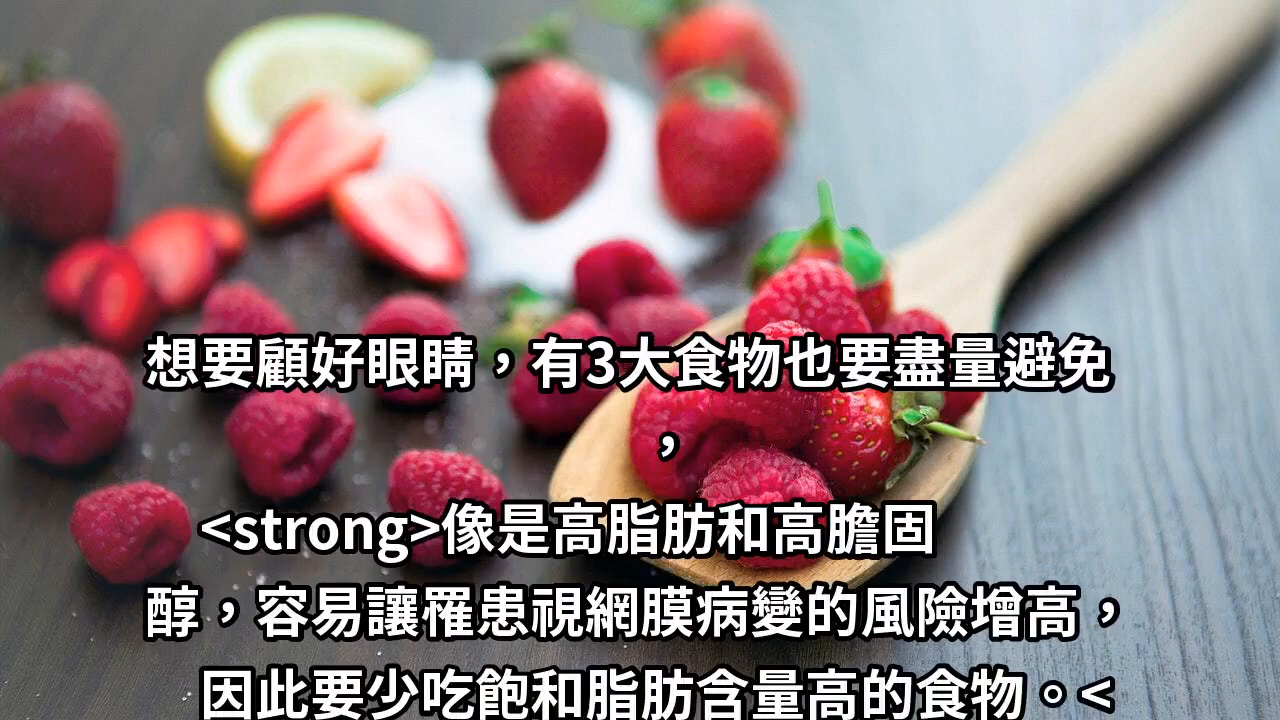 想要顧好眼睛，有3大食物也要盡量避免
，
<strong>像是高脂肪和高膽固
醇，容易讓罹患視網膜病變的風險增高，
因此要少吃飽和脂肪含量高的食物。<